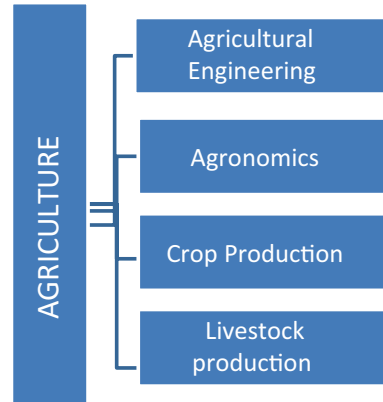 AGRICULTURE
Agricultural
Engineering
Agronomics
Crop Production
Livestock
production